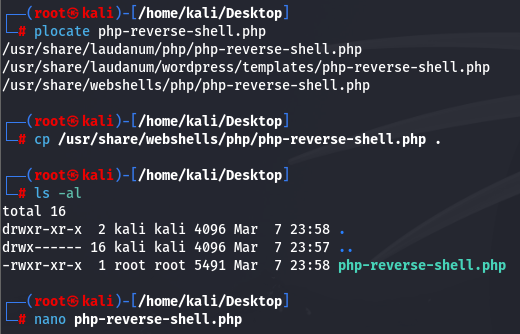 ┌──(root㉿kali)-[/home/kali/Desktop]
└─# plocate php-reverse-shell.php
/usr/share/laudanum/php/php-reverse-shell.php
/usr/share/laudanum/wordpress/templates/php-reverse-shell.php
/usr/share/webshells/php/php-reverse-shell.php
┌──(root㉿kali)-[/home/kali/Desktop]
└─# cp /usr/share/webshells/php/php-reverse-shell.php .
┌──(root㉿kali)-[/home/kali/Desktop]
└─# ls -al
total 16
drwxr-xr-x  2 kali kali 4096 Mar  7 23:58 .
drwx------ 16 kali kali 4096 Mar  7 23:57 ..
-rwxr-xr-x  1 root root 5491 Mar  7 23:58 php-reverse-shell.php
┌──(root㉿kali)-[/home/kali/Desktop]
└─# nano php-reverse-shell.php